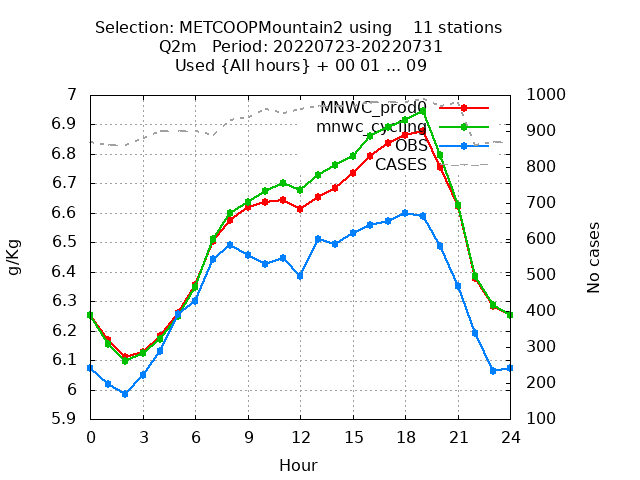 Selection: METCOOPMountain2 using    11 stations
Q2m   Period: 20220723-20220731
Used {All hours} + 00 01 ... 09
7
6.9
6.8
6.7
6.6
6.5
6.4
6.3
6.2
6.1
6
5.9
g/Kg
MNWC_prod0
mnwc_cycling
OBS
CASES
1000
900
800
700
600
500
400
300
200
100
No cases
0 3 6 9 12 15 18 21 24
Hour